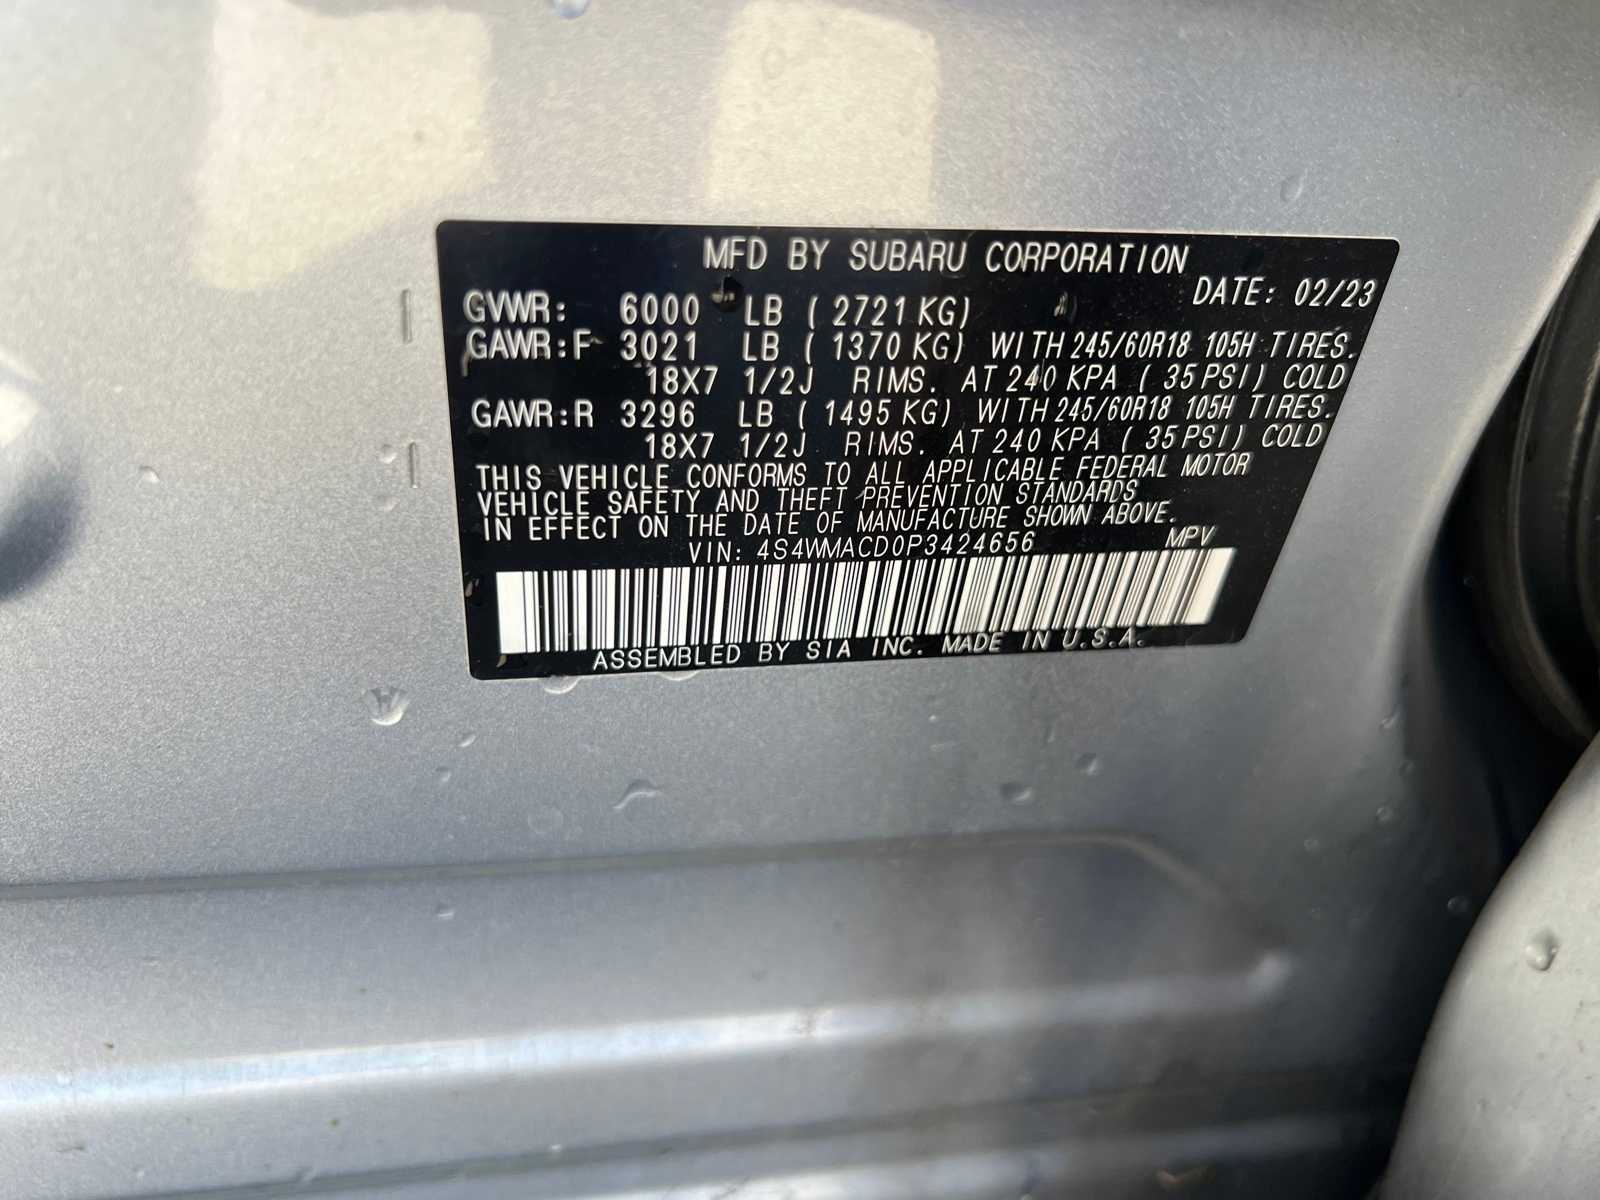 MFD BY SUBARU CORPORATION
DATE: 02/23
GVWR: 6000 LB ( 2721 KG)
GAWR:F 3021 LB ( 1370 KG) WITH 245/60R18 105H TIRES.
18X7 1/2J RIMS. AT 240 KPA ( 35 PSI) COLD
GAWR:R 3296 LB ( 1495 KG) WITH 245/60R18 105H TIRES.
18X7 1/2J RIMS. AT 240 KPA ( 35 PSI) COLD
THIS VEHICLE CONFORMS TO ALL APPLICABLE FEDERAL MOTOR
VEHICLE SAFETY AND THEFT PREVENTION STANDARDS
IN EFFECT ON THE DATE OF MANUFACTURE SHOWN ABOVE.
VIN: 4S4WMACD0P3424656 MPV
ASSEMBLED BY SIA INC. MADE IN U.S.A.